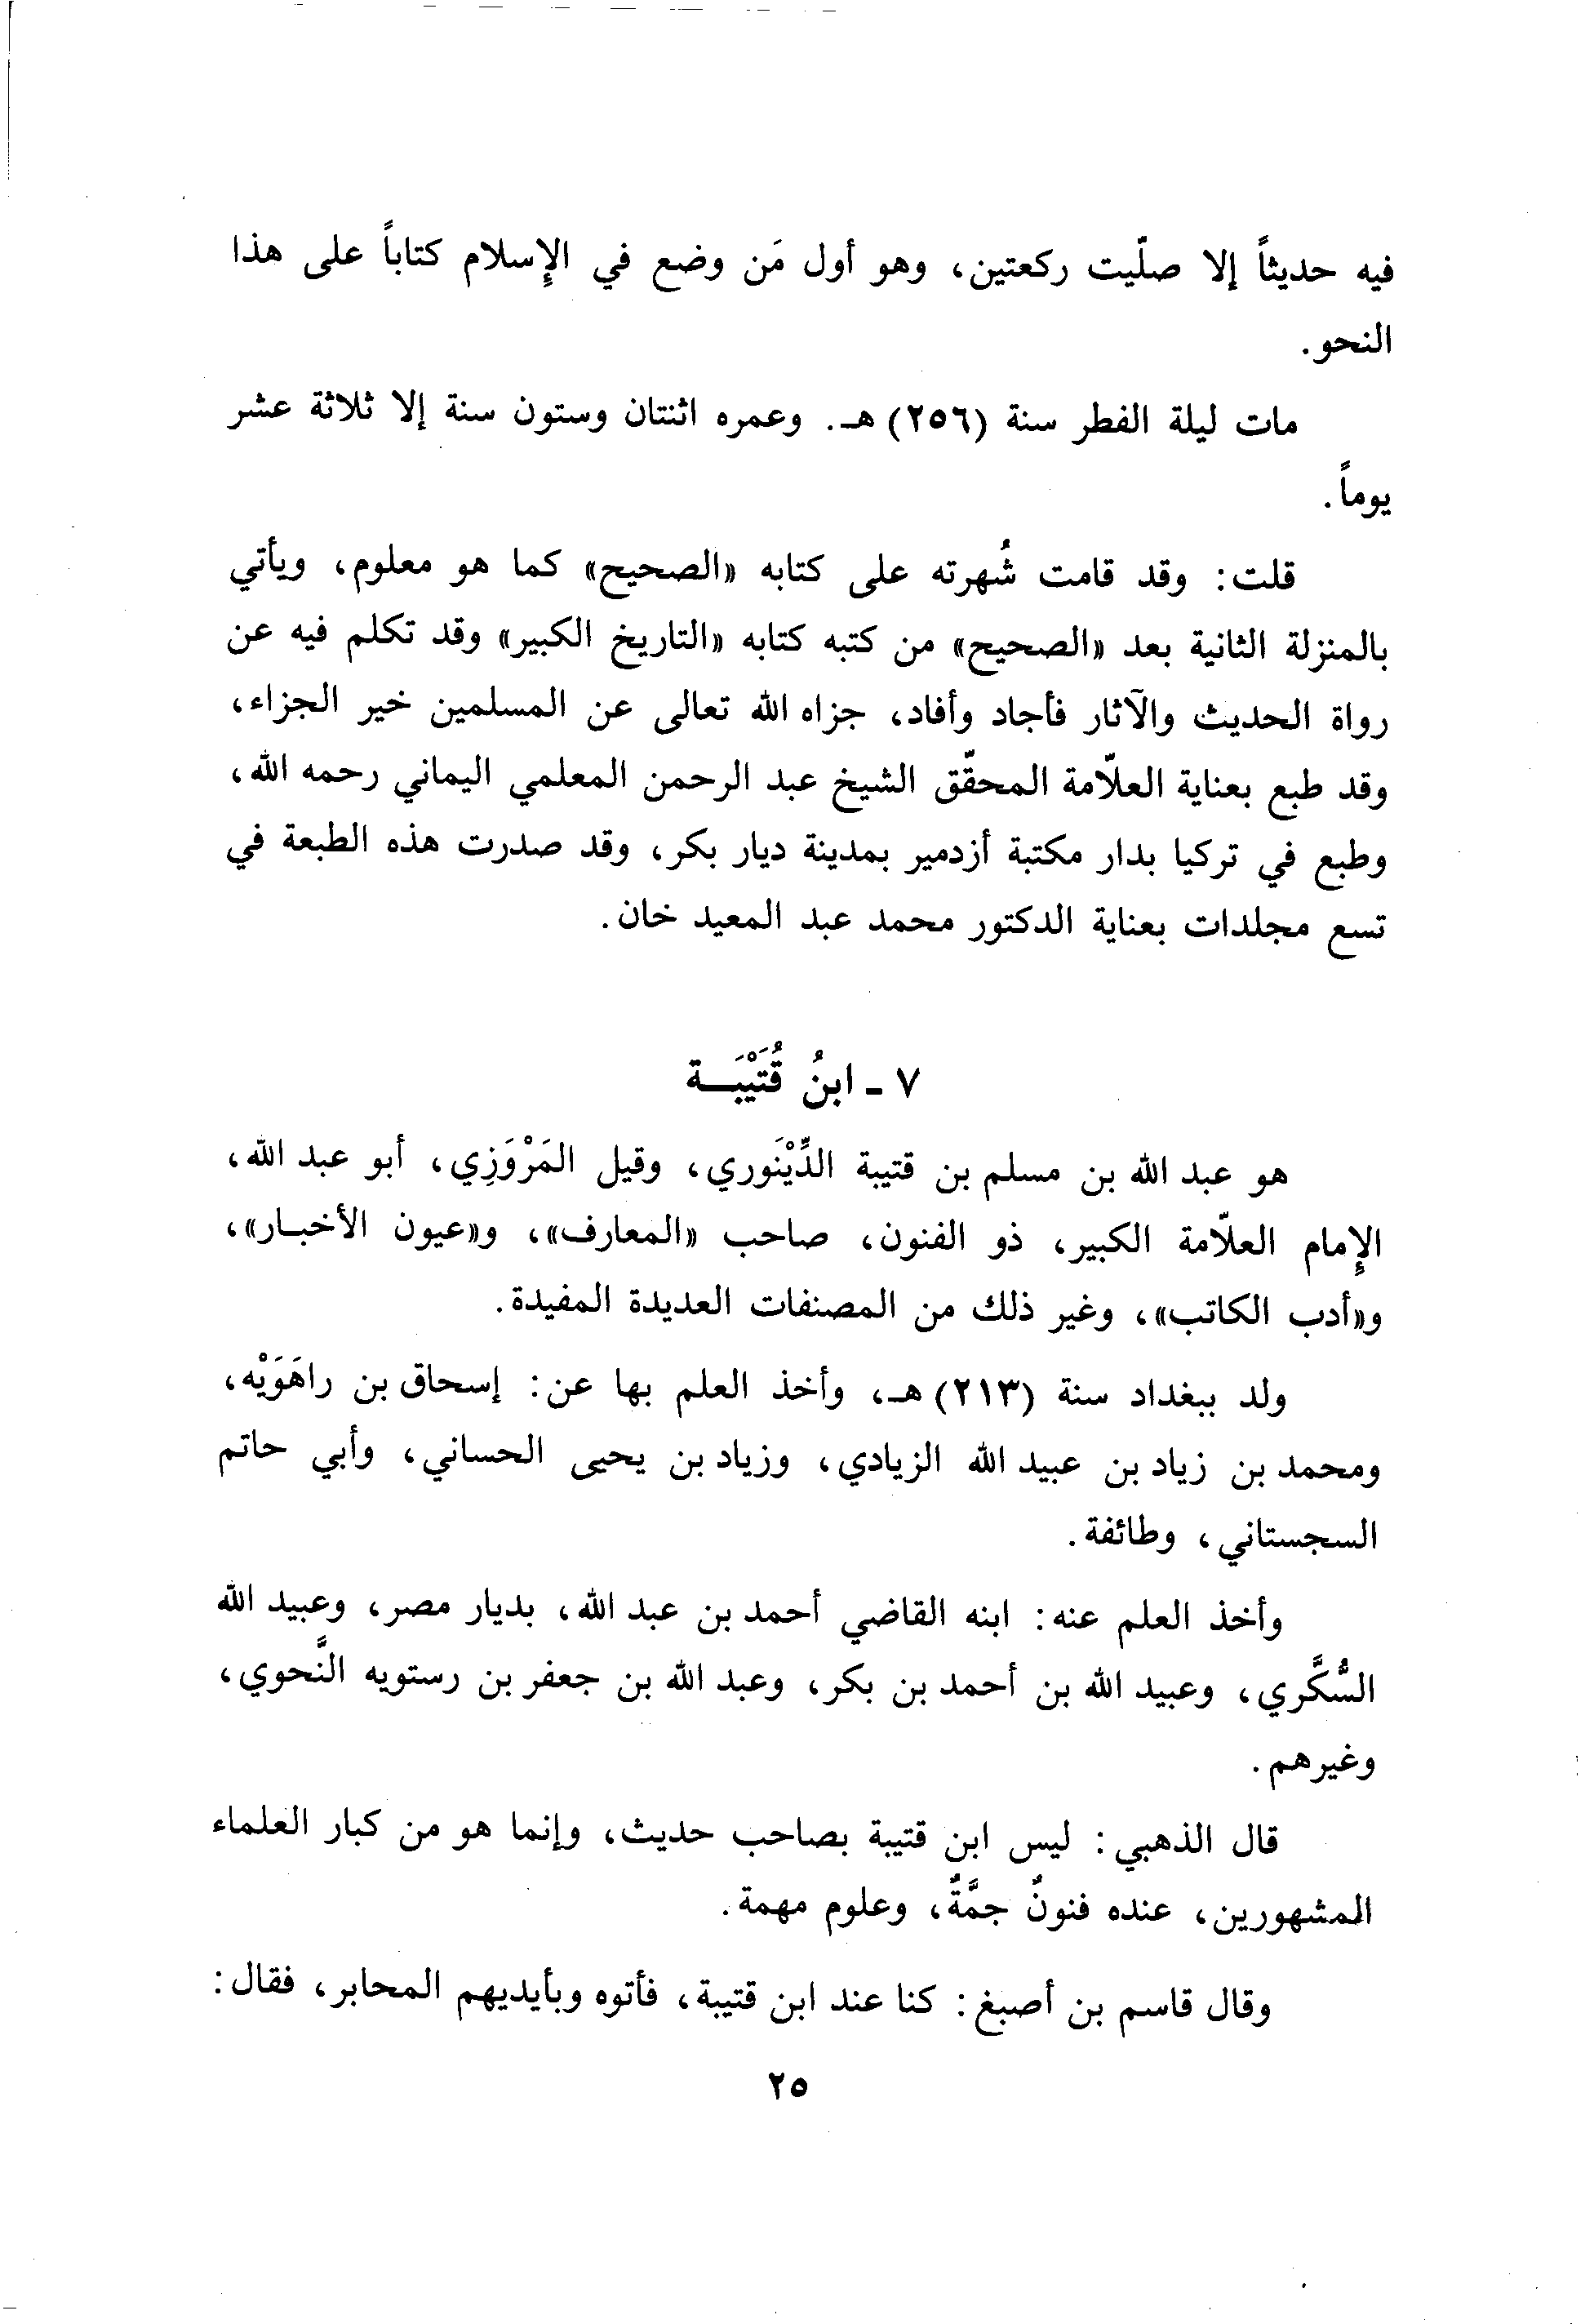 فيه حديثاً إلا صلّيت ركعتين، وهو أول مَن وضع في الإسلام كتاباً على هذا
النحو.
مات ليلة الفطر سنة (٢٥٦) هـ. وعمره اثنتان وستون سنة إلا ثلاثة عشر
يوماً.
قلت: وقد قامت شُهرته على كتابه «الصحيح» كما هو معلوم، ويأتي
بالمنزلة الثانية بعد «الصحيح» من كتبه كتابه «التاريخ الكبير» وقد تكلم فيه عن
رواة الحديث والآثار فأجاد وأفاد، جزاه الله تعالى عن المسلمين خير الجزاء،
وقد طبع بعناية العلاّمة المحقّق الشيخ عبد الرحمن المعلمي اليماني رحمه الله،
وطبع في تركيا بدار مكتبة أزدمير بمدينة ديار بكر، وقد صدرت هذه الطبعة في
تسع مجلدات بعناية الدكتور محمد عبد المعيد خان.
٧ - ابنُ قُتَيْبَـــة
هو عبد الله بن مسلم بن قتيبة الدِّيْنَوري، وقيل المَرْوَزِي، أبو عبد الله،
الإمام العلاّمة الكبير، ذو الفنون، صاحب «المعارف»، و«عيون الأخبـار»،
و«أدب الكاتب»، وغير ذلك من المصنفات العديدة المفيدة.
ولد ببغداد سنة (٢١٣) هـ، وأخذ العلم بها عن: إسحاق بن راهَوَيْه،
ومحمد بن زياد بن عبيد الله الزيادي، وزياد بن يحيى الحساني، وأبي حاتم
السجستاني، وطائفة.
وأخذ العلم عنه: ابنه القاضي أحمد بن عبد الله، بديار مصر، وعبيد الله
السُّكَّري، وعبيد الله بن أحمد بن بكر، وعبد الله بن جعفر بن رستويه النَّحوي،
وغيرهم.
قال الذهبي: ليس ابن قتيبة بصاحب حديث، وإنما هو من كبار العلماء
المشهورين، عنده فنونٌ جمَّةٌ، وعلوم مهمة.
وقال قاسم بن أصبغ: كنا عند ابن قتيبة، فأتوه وبأيديهم المحابر، فقال:
٢٥